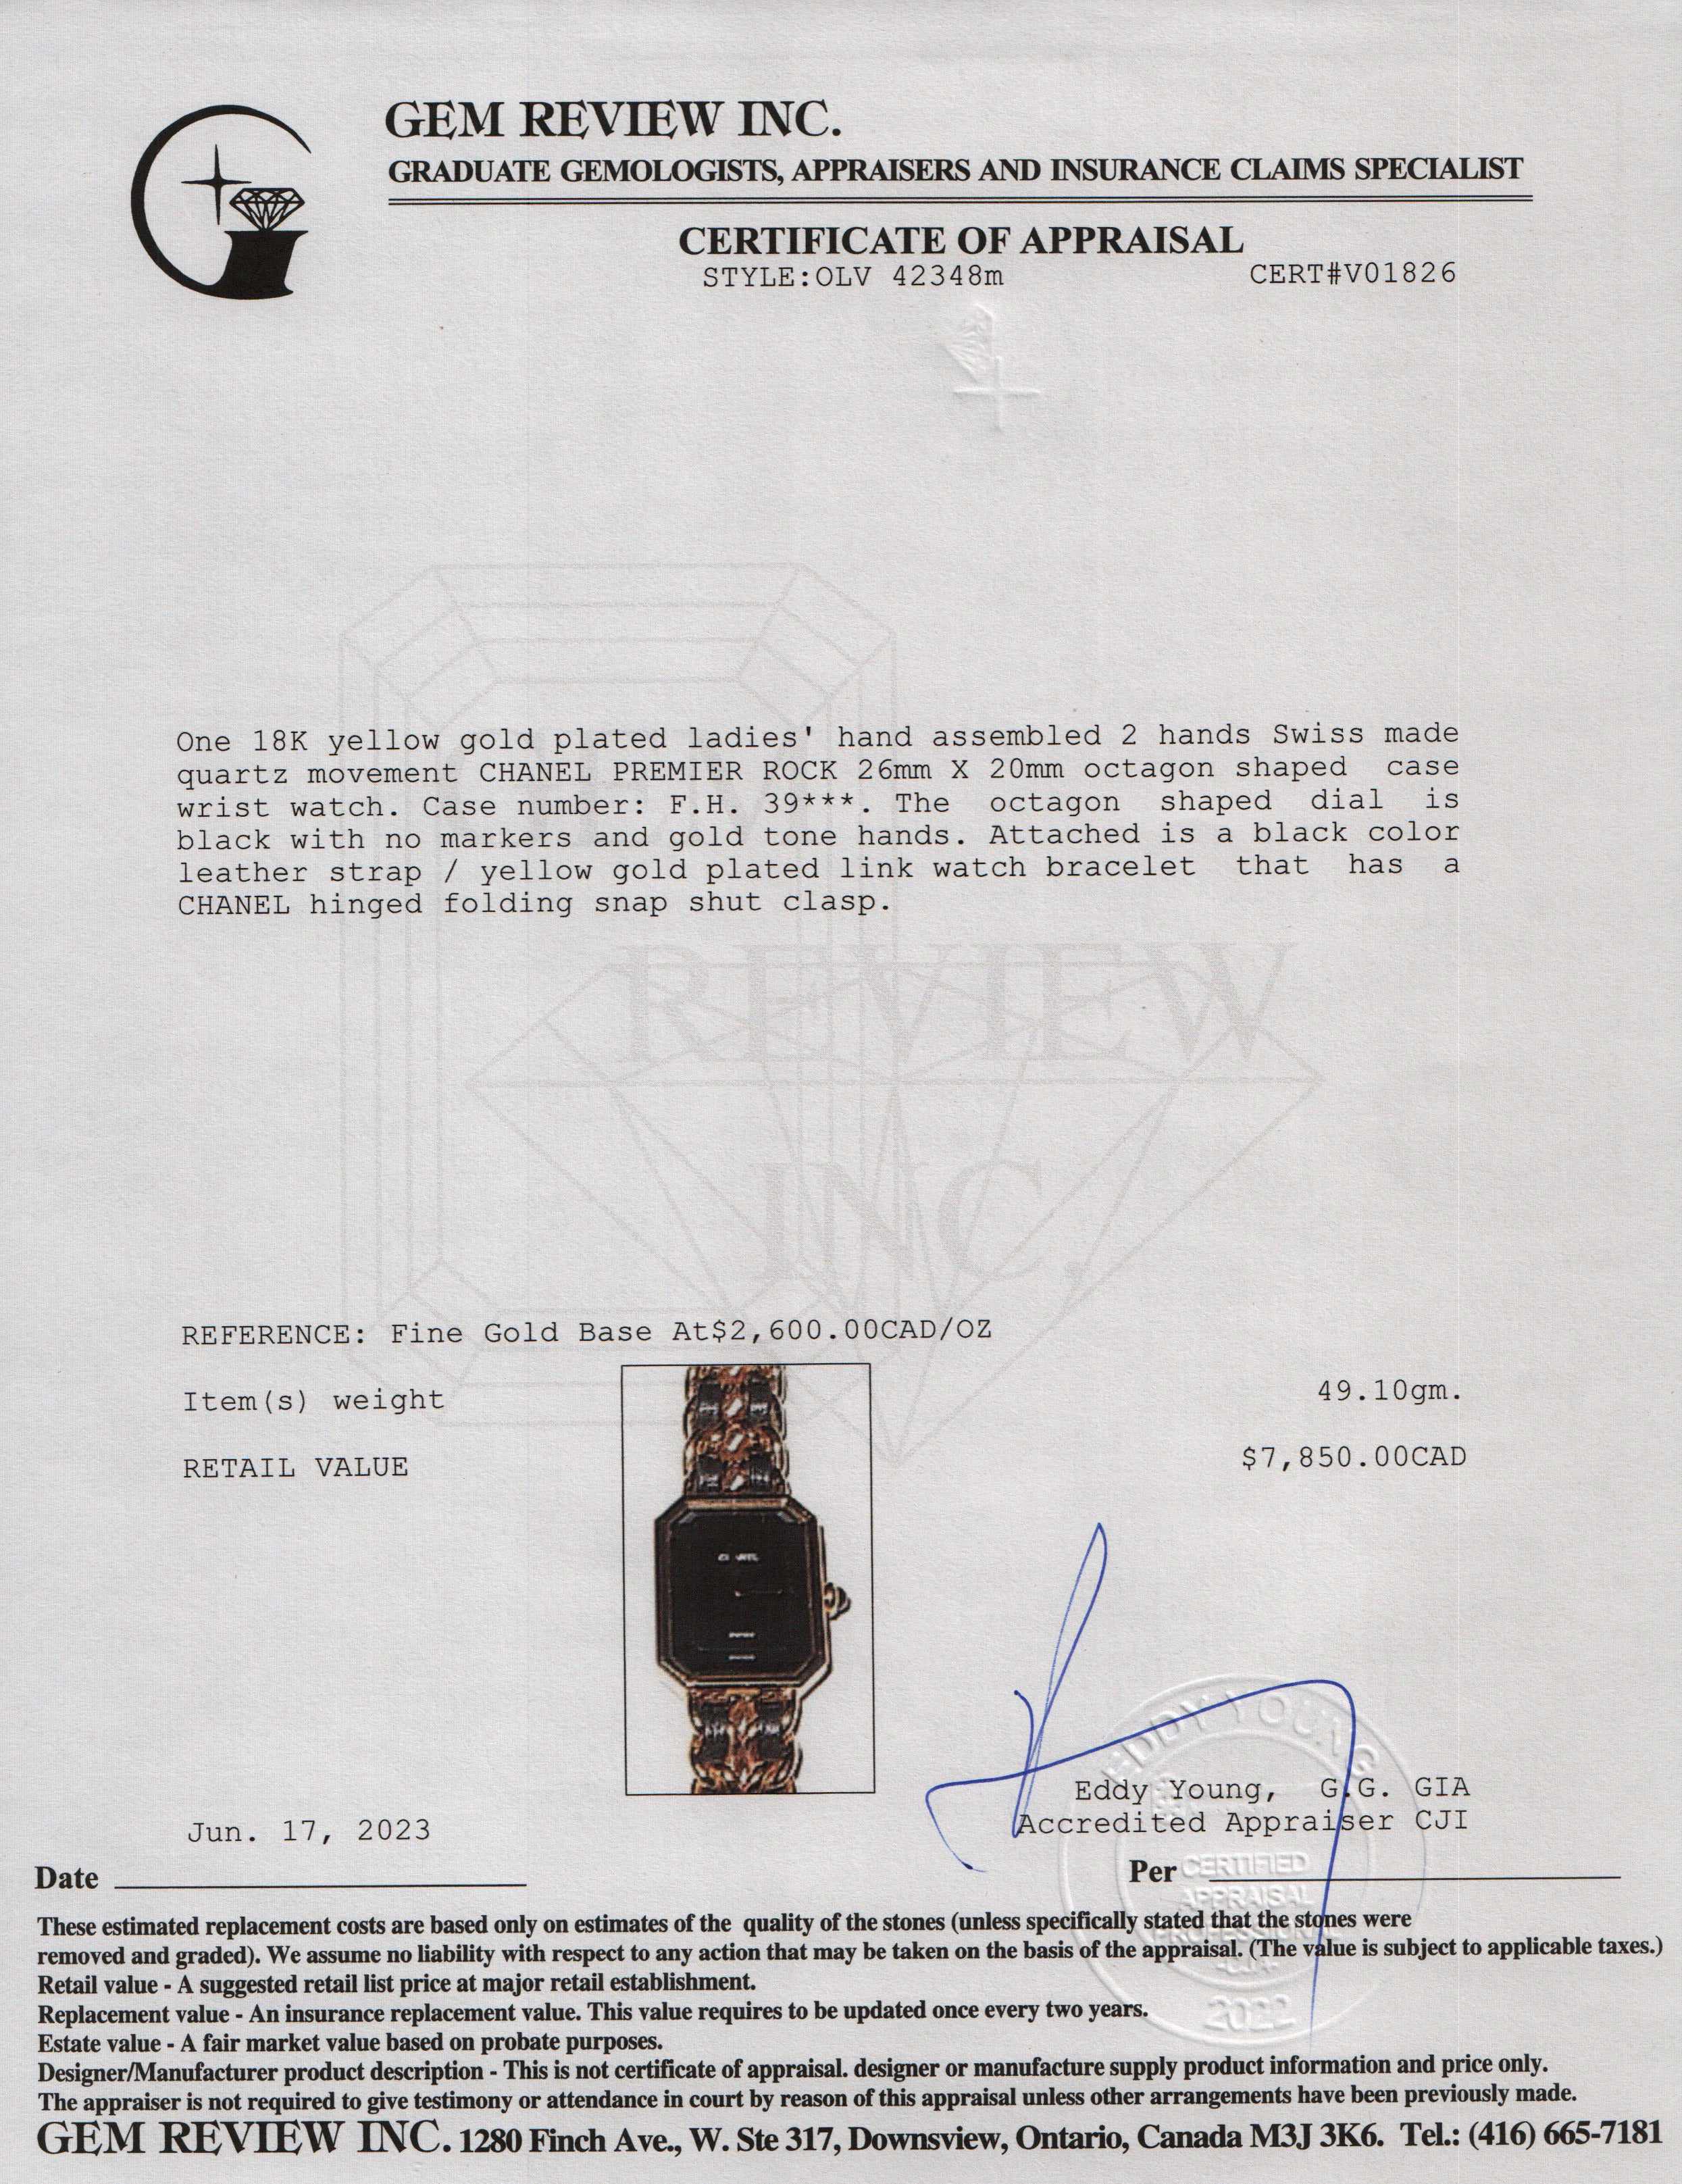 GEM REVIEW INC.
GRADUATE GEMOLOGISTS, APPRAISERS AND INSURANCE CLAIMS SPECIALIST
CERTIFICATE OF APPRAISAL
STYLE:OLV 42348m CERT#V01826
One 18K yellow gold plated ladies' hand assembled 2 hands Swiss made
quartz movement CHANEL PREMIER ROCK 26mm X 20mm octagon shaped case
wrist watch. Case number: F.H. 39***. The octagon shaped dial is
black with no markers and gold tone hands. Attached is a black color
leather strap / yellow gold plated link watch bracelet that has a
CHANEL hinged folding snap shut clasp.
REVIEW
INC.
REFERENCE: Fine Gold Base At$2,600.00CAD/OZ
Item(s) weight 49.10gm.
RETAIL VALUE $7,850.00CAD
EDDY YOUNG
Eddy Young, G.G. GIA
Accredited Appraiser CJI
Jun. 17, 2023
Date Per
CERTIFIED
APPRAISAL
PROFESSIONAL
2022
These estimated replacement costs are based only on estimates of the quality of the stones (unless specifically stated that the stones were
removed and graded). We assume no liability with respect to any action that may be taken on the basis of the appraisal. (The value is subject to applicable taxes.)
Retail value - A suggested retail list price at major retail establishment.
Replacement value - An insurance replacement value. This value requires to be updated once every two years.
Estate value - A fair market value based on probate purposes.
Designer/Manufacturer product description - This is not certificate of appraisal. designer or manufacture supply product information and price only.
The appraiser is not required to give testimony or attendance in court by reason of this appraisal unless other arrangements have been previously made.
GEM REVIEW INC. 1280 Finch Ave., W. Ste 317, Downsview, Ontario, Canada M3J 3K6. Tel.: (416) 665-7181